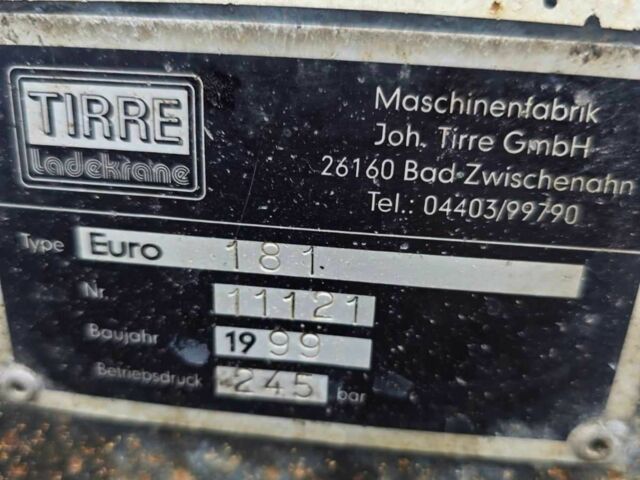 TIRRE
Ladekrane
Maschinenfabrik
Joh. Tirre GmbH
26160 Bad Zwischenahn
Tel.: 04403/99790
Type Euro 181
Nr. 11121
Baujahr 1999
Betriebsdruck 245 bar